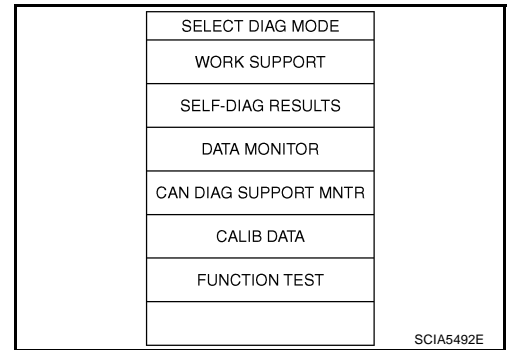 SELECT DIAG MODE
WORK SUPPORT
SELF-DIAG RESULTS
DATA MONITOR
CAN DIAG SUPPORT MNTR
CALIB DATA
FUNCTION TEST
SCIA5492E